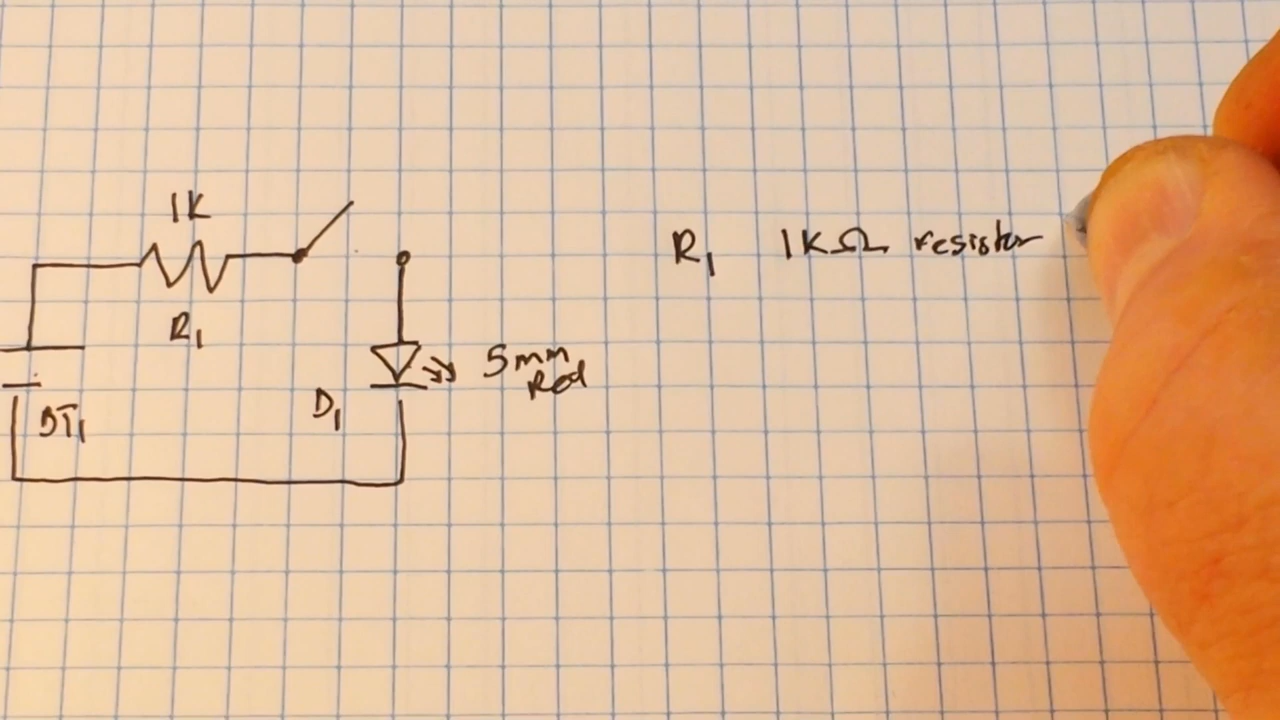 1K
R1
BT1
D1
5mm
Red
R1 1KΩ resistor